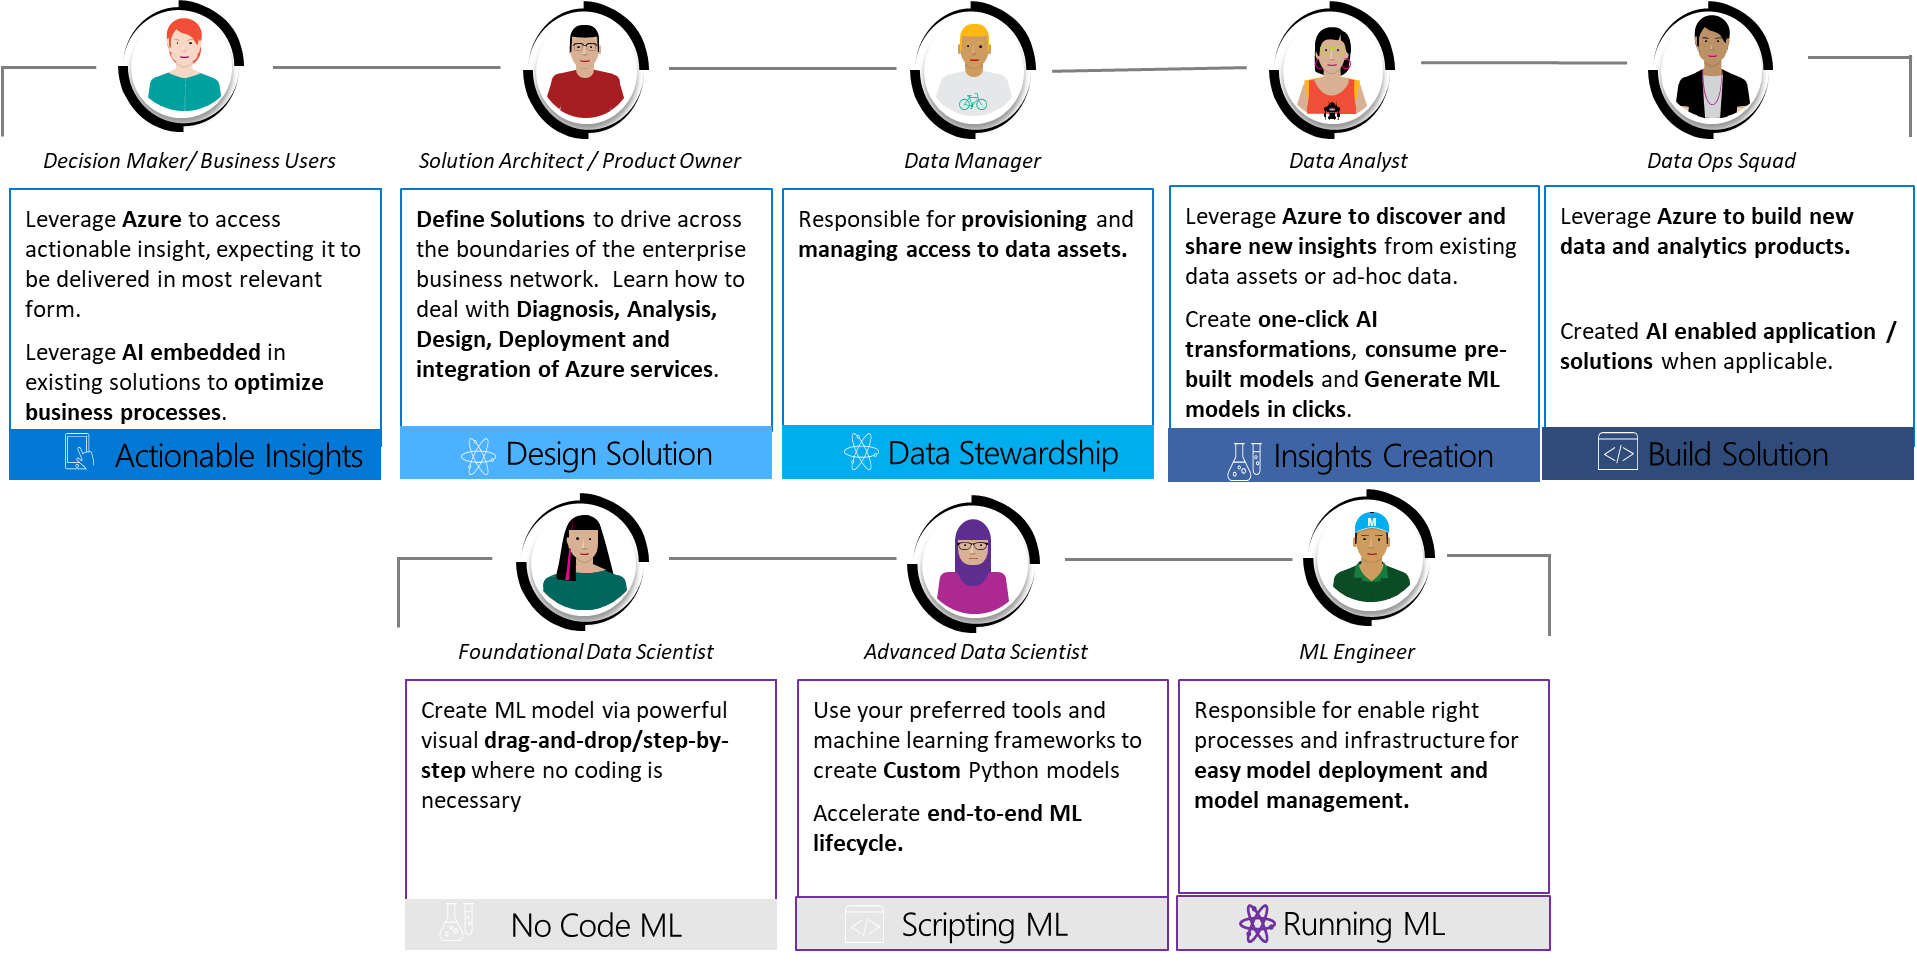 Decision Maker/ Business Users
Leverage Azure to access
actionable insight, expecting it to
be delivered in most relevant
form.
Leverage AI embedded in
existing solutions to optimize
business processes.
Actionable Insights
Solution Architect / Product Owner
Define Solutions to drive across
the boundaries of the enterprise
business network. Learn how to
deal with Diagnosis, Analysis,
Design, Deployment and
integration of Azure services.
Design Solution
Data Manager
Responsible for provisioning and
managing access to data assets.
Data Stewardship
Data Analyst
Leverage Azure to discover and
share new insights from existing
data assets or ad-hoc data.
Create one-click AI
transformations, consume pre-
built models and Generate ML
models in clicks.
Insights Creation
Data Ops Squad
Leverage Azure to build new
data and analytics products.
Created AI enabled application /
solutions when applicable.
</>
Build Solution
Foundational Data Scientist
Create ML model via powerful
visual drag-and-drop/step-by-
step where no coding is
necessary
No Code ML
Advanced Data Scientist
Use your preferred tools and
machine learning frameworks to
create Custom Python models
Accelerate end-to-end ML
lifecycle.
</>
Scripting ML
M
ML Engineer
Responsible for enable right
processes and infrastructure for
easy model deployment and
model management.
Running ML